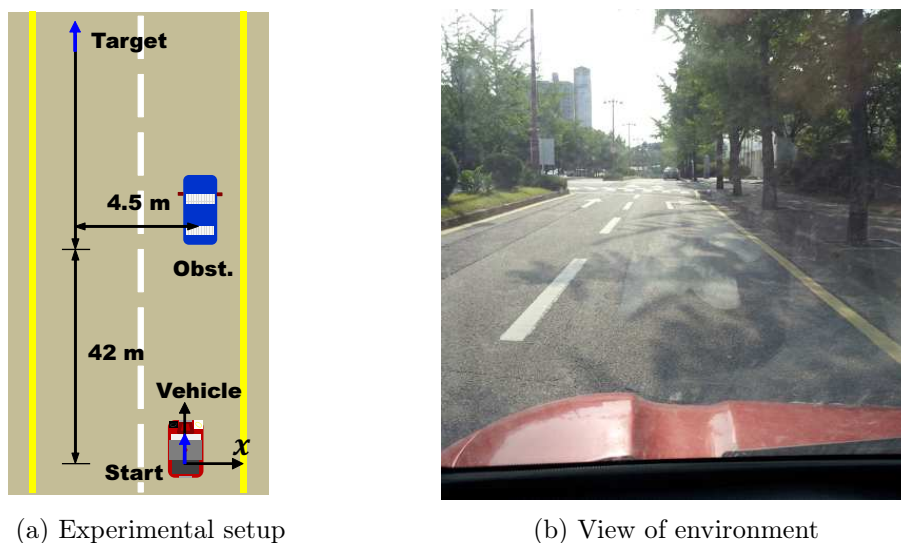 Target
4.5 m
Obst.
42 m
Vehicle
x
Start
(a) Experimental setup
(b) View of environment